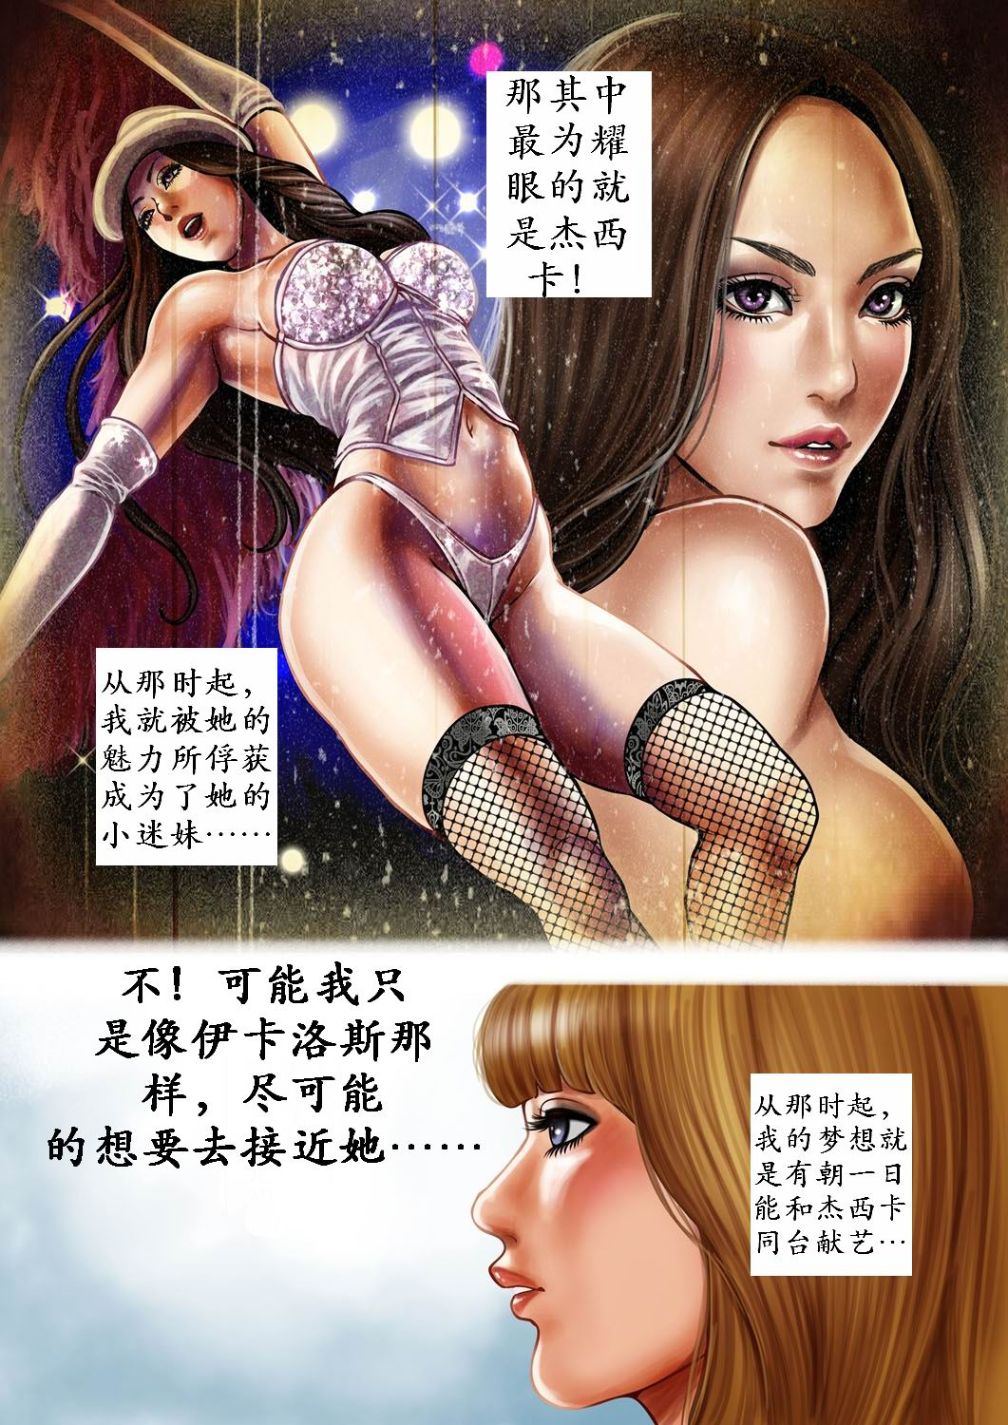 那其中
最为耀
眼的就
是杰西
卡！
从那时起，
我就被她的
魅力所俘获
成为了她的
小迷妹……
不！可能我只
是像伊卡洛斯那
样，尽可能
的想要去接近她……
从那时起，
我的梦想就
是有朝一日
能和杰西卡
同台献艺…